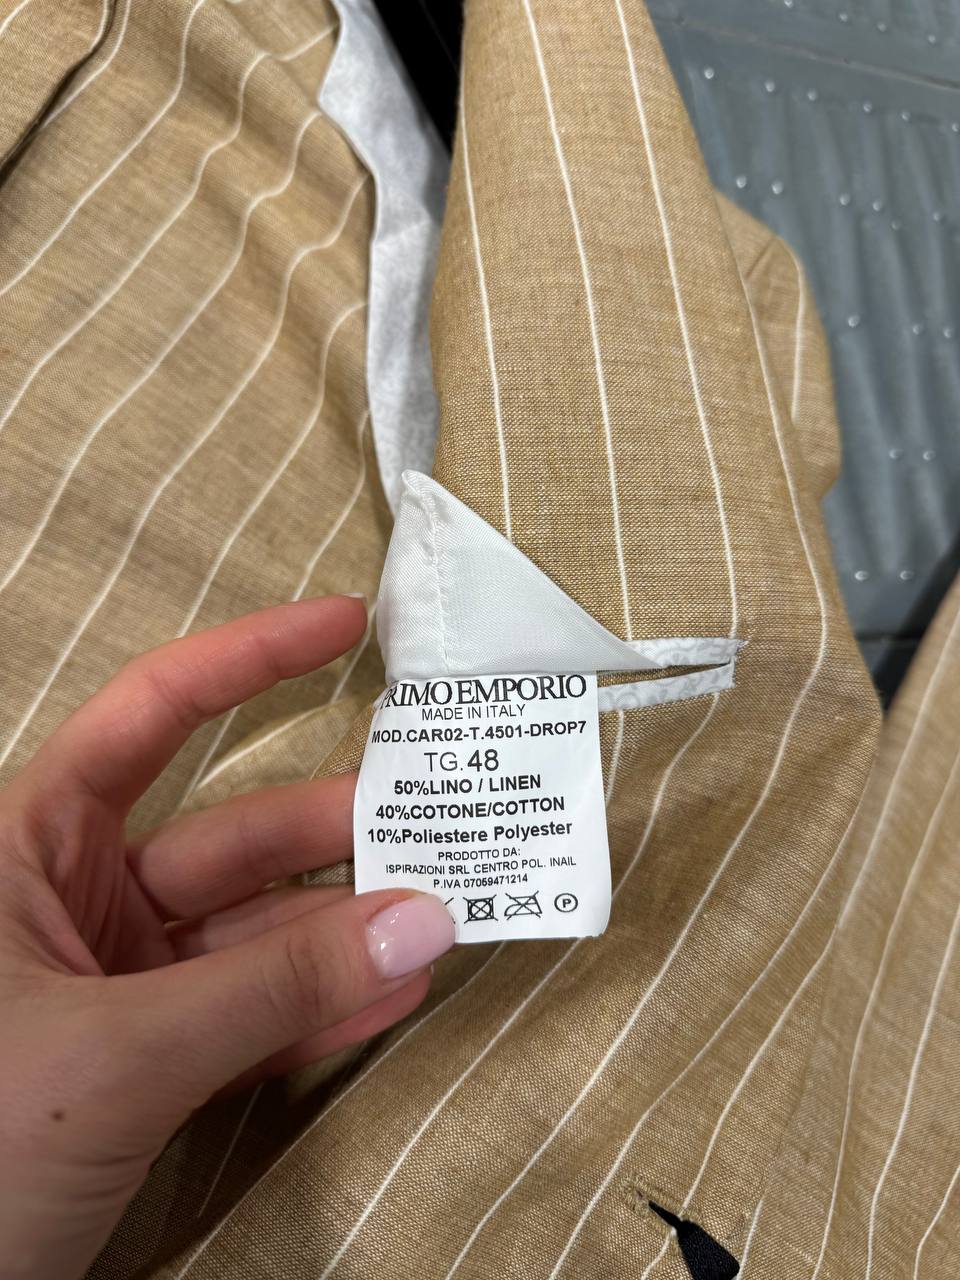 PRIMO EMPORIO
MADE IN ITALY
MOD.CAR02-T.4501-DROP7
TG.48
50%LINO / LINEN
40%COTONE/COTTON
10%Poliestere Polyester
PRODOTTO DA:
ISPIRAZIONI SRL CENTRO POL. INAIL
P.IVA 07059471214
P